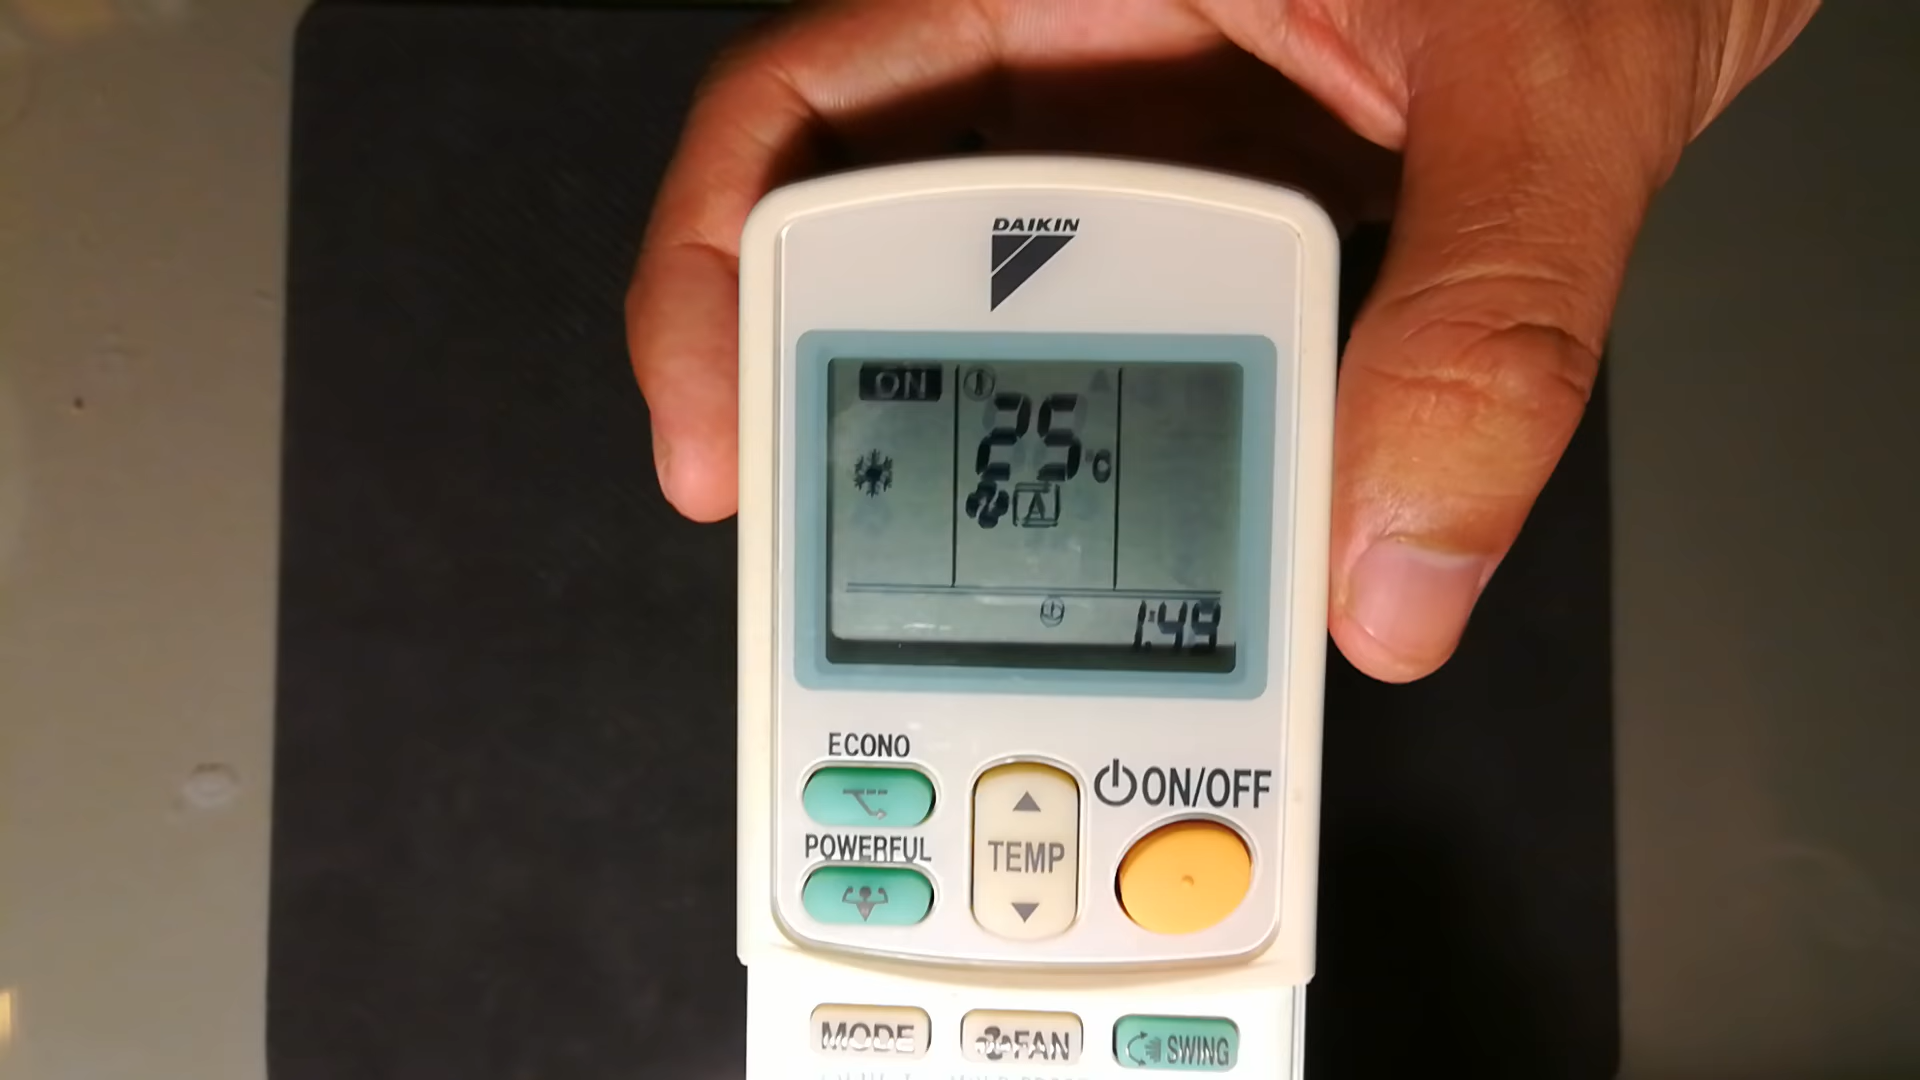 DAIKIN
ON
25°C
A
1:49
ECONO
ON/OFF
POWERFUL
TEMP
MODE
FAN
SWING